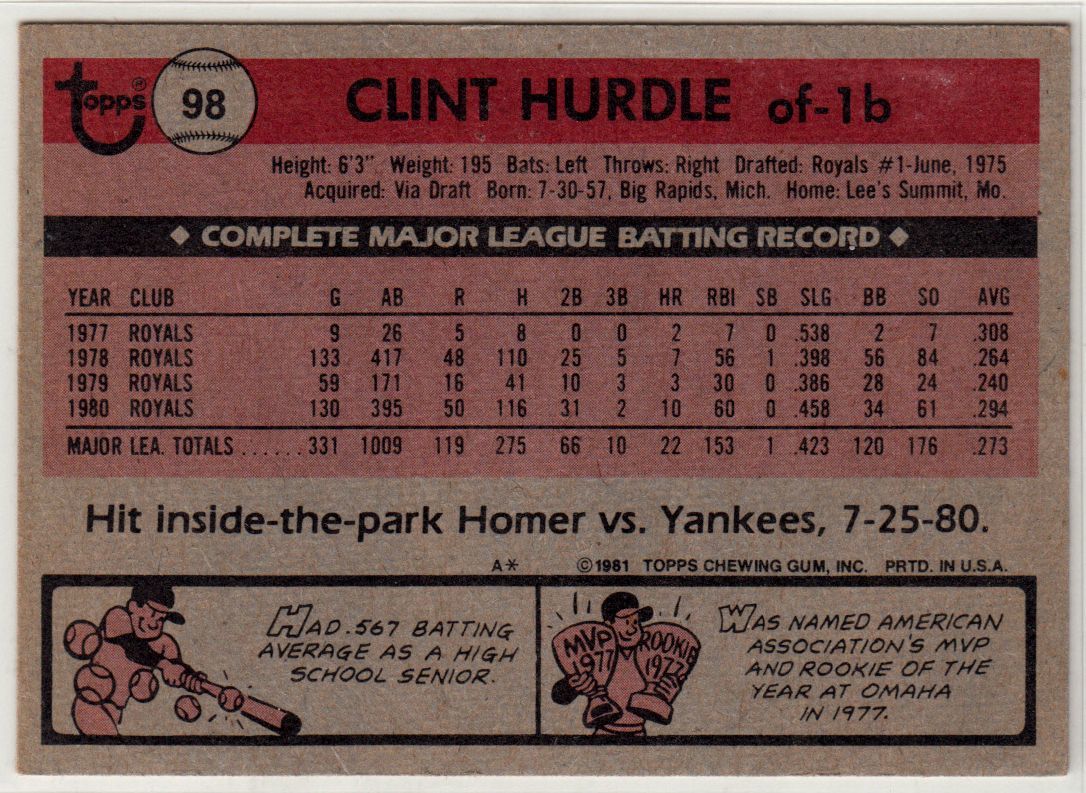 Topps® 98 CLINT HURDLE of-1b
Height: 6'3" Weight: 195 Bats: Left Throws: Right Drafted: Royals #1-June, 1975
Acquired: Via Draft Born: 7-30-57, Big Rapids, Mich. Home: Lee's Summit, Mo.
◆ COMPLETE MAJOR LEAGUE BATTING RECORD ◆
YEAR CLUB G AB R H 2B 3B HR RBI SB SLG BB SO AVG
1977 ROYALS 9 26 5 8 0 0 2 7 0 .538 2 7 .308
1978 ROYALS 133 417 48 110 25 5 7 56 1 .398 56 84 .264
1979 ROYALS 59 171 16 41 10 3 3 30 0 .386 28 24 .240
1980 ROYALS 130 395 50 116 31 2 10 60 0 .458 34 61 .294
MAJOR LEA. TOTALS ...... 331 1009 119 275 66 10 22 153 1 .423 120 176 .273
Hit inside-the-park Homer vs. Yankees, 7-25-80.
A* ©1981 TOPPS CHEWING GUM, INC. PRTD. IN U.S.A.
HAD .567 BATTING
AVERAGE AS A HIGH
SCHOOL SENIOR.
MVP
1977
ROOKIE
1977
WAS NAMED AMERICAN
ASSOCIATION'S MVP
AND ROOKIE OF THE
YEAR AT OMAHA
IN 1977.